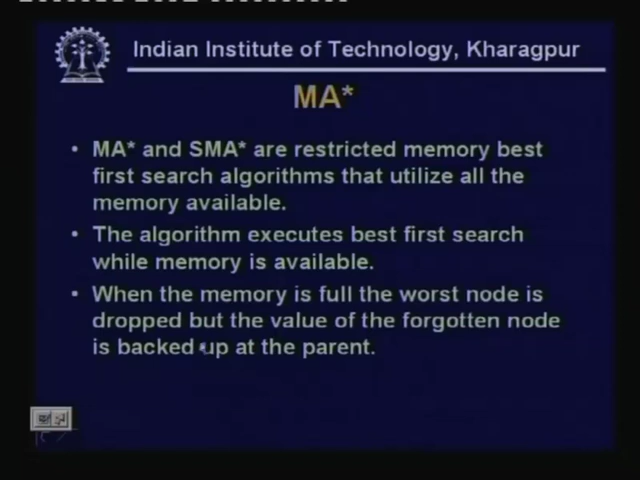 Indian Institute of Technology, Kharagpur
MA*
• MA* and SMA* are restricted memory best
first search algorithms that utilize all the
memory available.
• The algorithm executes best first search
while memory is available.
• When the memory is full the worst node is
dropped but the value of the forgotten node
is backed up at the parent.